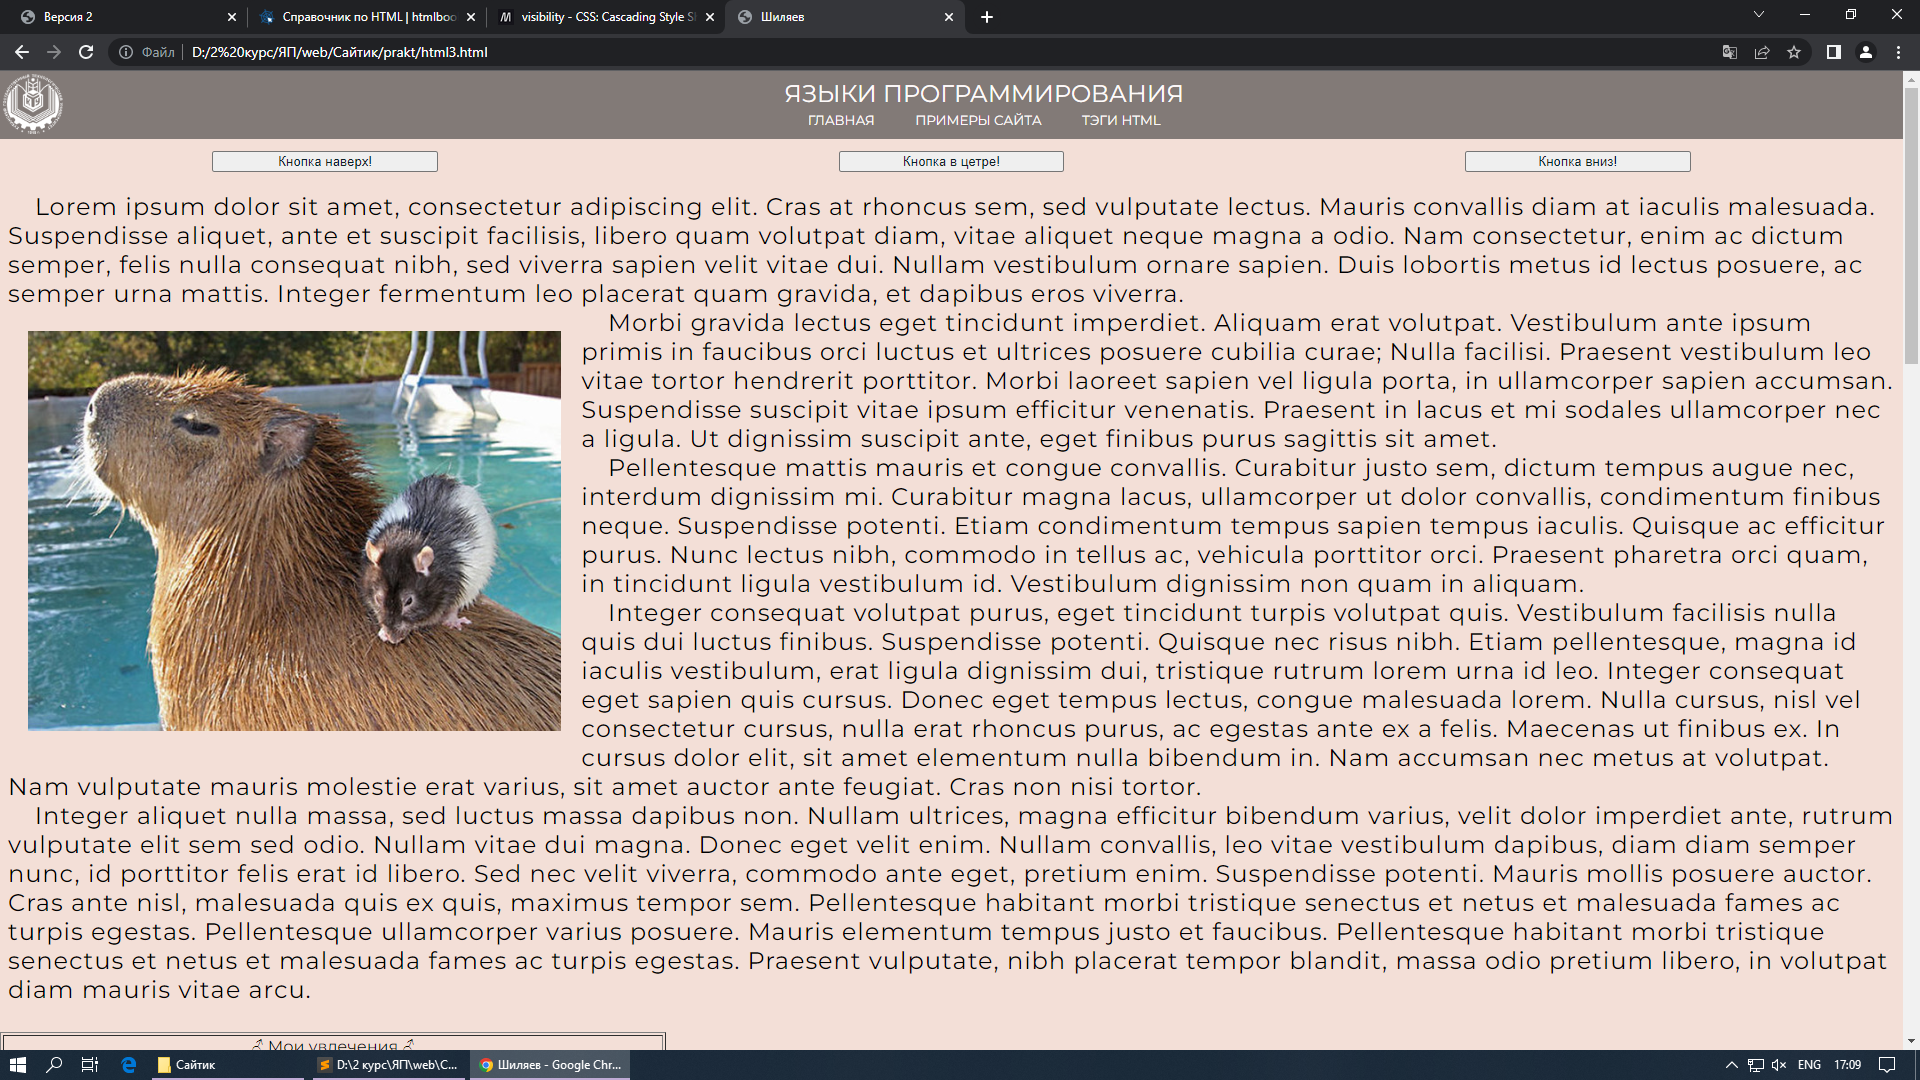 Версия 2
Справочник по HTML | htmlboo
visibility - CSS: Cascading Style S
Шиляев
Файл
D:/2%20курс/ЯП/web/Сайтик/prakt/html3.html
ЯЗЫКИ ПРОГРАММИРОВАНИЯ
ГЛАВНАЯ ПРИМЕРЫ САЙТА ТЭГИ HTML
Кнопка наверх!
Кнопка в цетре!
Кнопка вниз!
Lorem ipsum dolor sit amet, consectetur adipiscing elit. Cras at rhoncus sem, sed vulputate lectus. Mauris convallis diam at iaculis malesuada.
Suspendisse aliquet, ante et suscipit facilisis, libero quam volutpat diam, vitae aliquet neque magna a odio. Nam consectetur, enim ac dictum
semper, felis nulla consequat nibh, sed viverra sapien velit vitae dui. Nullam vestibulum ornare sapien. Duis lobortis metus id lectus posuere, ac
semper urna mattis. Integer fermentum leo placerat quam gravida, et dapibus eros viverra.
Morbi gravida lectus eget tincidunt imperdiet. Aliquam erat volutpat. Vestibulum ante ipsum
primis in faucibus orci luctus et ultrices posuere cubilia curae; Nulla facilisi. Praesent vestibulum leo
vitae tortor hendrerit porttitor. Morbi laoreet sapien vel ligula porta, in ullamcorper sapien accumsan.
Suspendisse suscipit vitae ipsum efficitur venenatis. Praesent in lacus et mi sodales ullamcorper nec
a ligula. Ut dignissim suscipit ante, eget finibus purus sagittis sit amet.
Pellentesque mattis mauris et congue convallis. Curabitur justo sem, dictum tempus augue nec,
interdum dignissim mi. Curabitur magna lacus, ullamcorper ut dolor convallis, condimentum finibus
neque. Suspendisse potenti. Etiam condimentum tempus sapien tempus iaculis. Quisque ac efficitur
purus. Nunc lectus nibh, commodo in tellus ac, vehicula porttitor orci. Praesent pharetra orci quam,
in tincidunt ligula vestibulum id. Vestibulum dignissim non quam in aliquam.
Integer consequat volutpat purus, eget tincidunt turpis volutpat quis. Vestibulum facilisis nulla
quis dui luctus finibus. Suspendisse potenti. Quisque nec risus nibh. Etiam pellentesque, magna id
iaculis vestibulum, erat ligula dignissim dui, tristique rutrum lorem urna id leo. Integer consequat
eget sapien quis cursus. Donec eget tempus lectus, congue malesuada lorem. Nulla cursus, nisl vel
consectetur cursus, nulla erat rhoncus purus, ac egestas ante ex a felis. Maecenas ut finibus ex. In
cursus dolor elit, sit amet elementum nulla bibendum in. Nam accumsan nec metus at volutpat.
Nam vulputate mauris molestie erat varius, sit amet auctor ante feugiat. Cras non nisi tortor.
Integer aliquet nulla massa, sed luctus massa dapibus non. Nullam ultrices, magna efficitur bibendum varius, velit dolor imperdiet ante, rutrum
vulputate elit sem sed odio. Nullam vitae dui magna. Donec eget velit enim. Nullam convallis, leo vitae vestibulum dapibus, diam diam semper
nunc, id porttitor felis erat id libero. Sed nec velit viverra, commodo ante eget, pretium enim. Suspendisse potenti. Mauris mollis posuere auctor.
Cras ante nisl, malesuada quis ex quis, maximus tempor sem. Pellentesque habitant morbi tristique senectus et netus et malesuada fames ac
turpis egestas. Pellentesque ullamcorper varius posuere. Mauris elementum tempus justo et faucibus. Pellentesque habitant morbi tristique
senectus et netus et malesuada fames ac turpis egestas. Praesent vulputate, nibh placerat tempor blandit, massa odio pretium libero, in volutpat
diam mauris vitae arcu.
♂ Мои увлечения ♂
Сайтик
D:\2 курс\ЯП\web\C...
Шиляев - Google Chr...
ENG
17:09